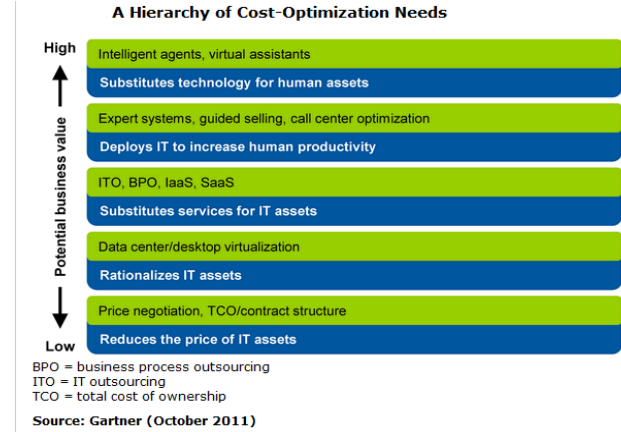 A Hierarchy of Cost-Optimization Needs
High
Intelligent agents, virtual assistants
Substitutes technology for human assets
Expert systems, guided selling, call center optimization
Deploys IT to increase human productivity
Potential business value
ITO, BPO, IaaS, SaaS
Substitutes services for IT assets
Data center/desktop virtualization
Rationalizes IT assets
Price negotiation, TCO/contract structure
Reduces the price of IT assets
Low
BPO = business process outsourcing
ITO = IT outsourcing
TCO = total cost of ownership
Source: Gartner (October 2011)